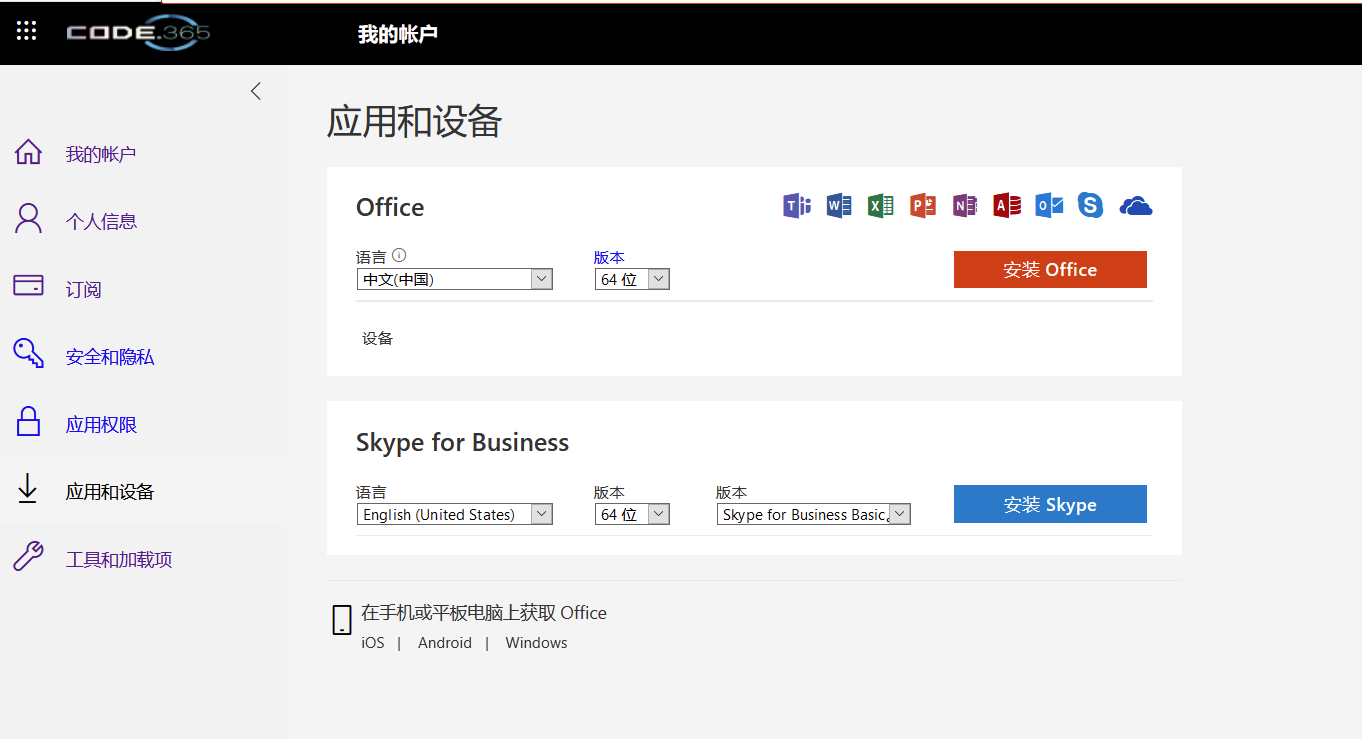 CODE.365
我的帐户
我的帐户
个人信息
订阅
安全和隐私
应用权限
应用和设备
工具和加载项
应用和设备
Office
语言
版本
中文(中国)
64 位
安装 Office
设备
Skype for Business
语言
版本
版本
English (United States)
64 位
Skype for Business Basic
安装 Skype
在手机或平板电脑上获取 Office
iOS | Android | Windows